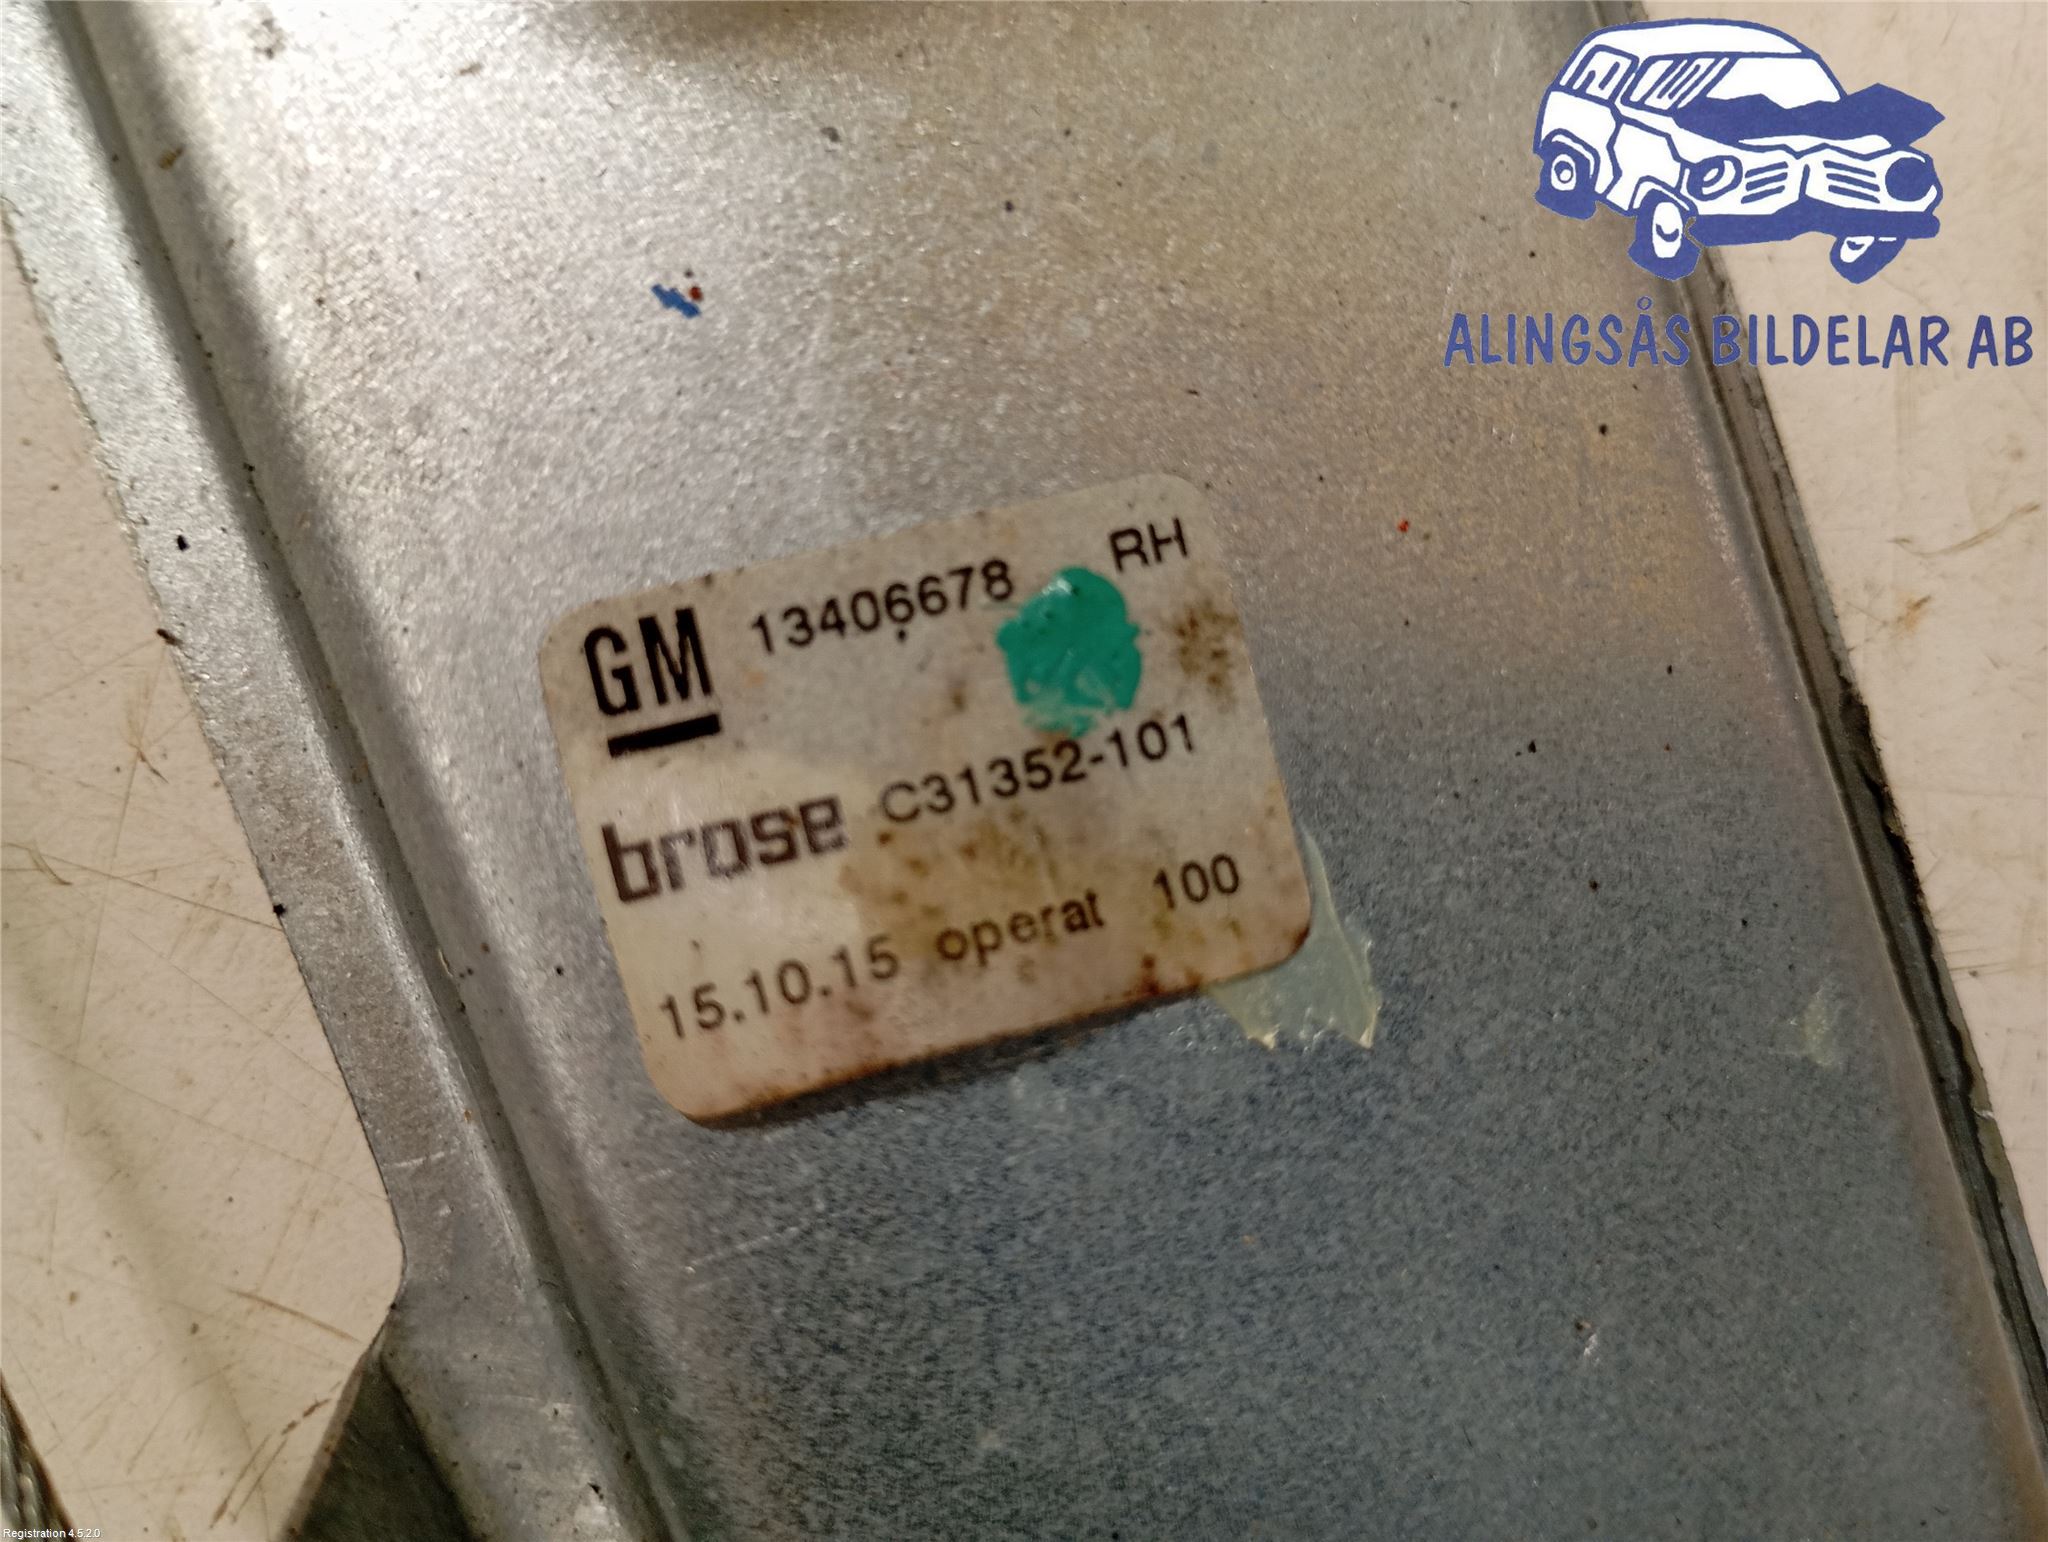 ALINGSÅS BILDELAR AB
GM 13406678 RH
brose C31352-101
15.10.15 operat 100
Registration 4.5.2.0